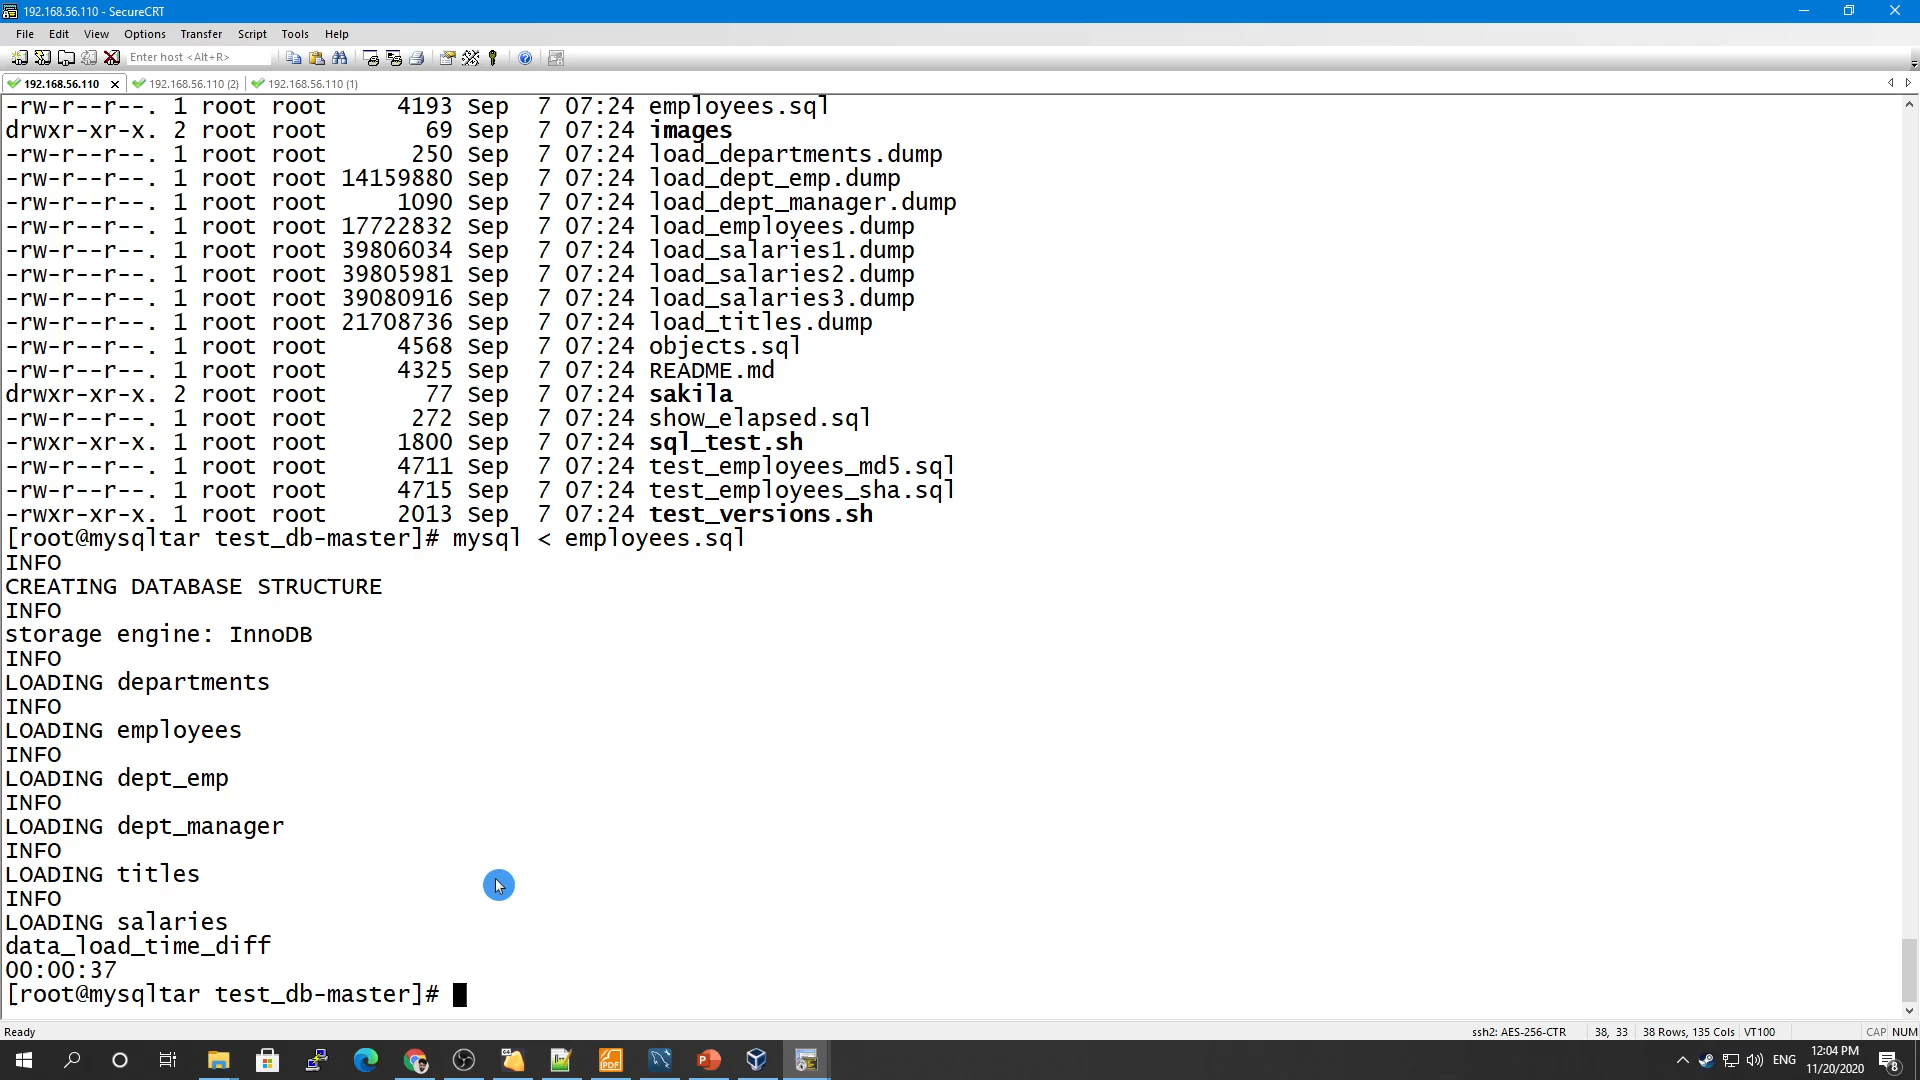 192.168.56.110 - SecureCRT
File Edit View Options Transfer Script Tools Help
Enter host <Alt+R>
192.168.56.110 192.168.56.110 (2) 192.168.56.110 (1)
-rw-r--r--. 1 root root 4193 Sep 7 07:24 employees.sql
drwxr-xr-x. 2 root root 69 Sep 7 07:24 images
-rw-r--r--. 1 root root 250 Sep 7 07:24 load_departments.dump
-rw-r--r--. 1 root root 14159880 Sep 7 07:24 load_dept_emp.dump
-rw-r--r--. 1 root root 1090 Sep 7 07:24 load_dept_manager.dump
-rw-r--r--. 1 root root 17722832 Sep 7 07:24 load_employees.dump
-rw-r--r--. 1 root root 39806034 Sep 7 07:24 load_salaries1.dump
-rw-r--r--. 1 root root 39805981 Sep 7 07:24 load_salaries2.dump
-rw-r--r--. 1 root root 39080916 Sep 7 07:24 load_salaries3.dump
-rw-r--r--. 1 root root 21708736 Sep 7 07:24 load_titles.dump
-rw-r--r--. 1 root root 4568 Sep 7 07:24 objects.sql
-rw-r--r--. 1 root root 4325 Sep 7 07:24 README.md
drwxr-xr-x. 2 root root 77 Sep 7 07:24 sakila
-rw-r--r--. 1 root root 272 Sep 7 07:24 show_elapsed.sql
-rwxr-xr-x. 1 root root 1800 Sep 7 07:24 sql_test.sh
-rw-r--r--. 1 root root 4711 Sep 7 07:24 test_employees_md5.sql
-rw-r--r--. 1 root root 4715 Sep 7 07:24 test_employees_sha.sql
-rwxr-xr-x. 1 root root 2013 Sep 7 07:24 test_versions.sh
[root@mysqltar test_db-master]# mysql < employees.sql
INFO
CREATING DATABASE STRUCTURE
INFO
storage engine: InnoDB
INFO
LOADING departments
INFO
LOADING employees
INFO
LOADING dept_emp
INFO
LOADING dept_manager
INFO
LOADING titles
INFO
LOADING salaries
data_load_time_diff
00:00:37
[root@mysqltar test_db-master]#
Ready ssh2: AES-256-CTR 38, 33 38 Rows, 135 Cols VT100 CAP NUM
ENG 12:04 PM
11/20/2020 8